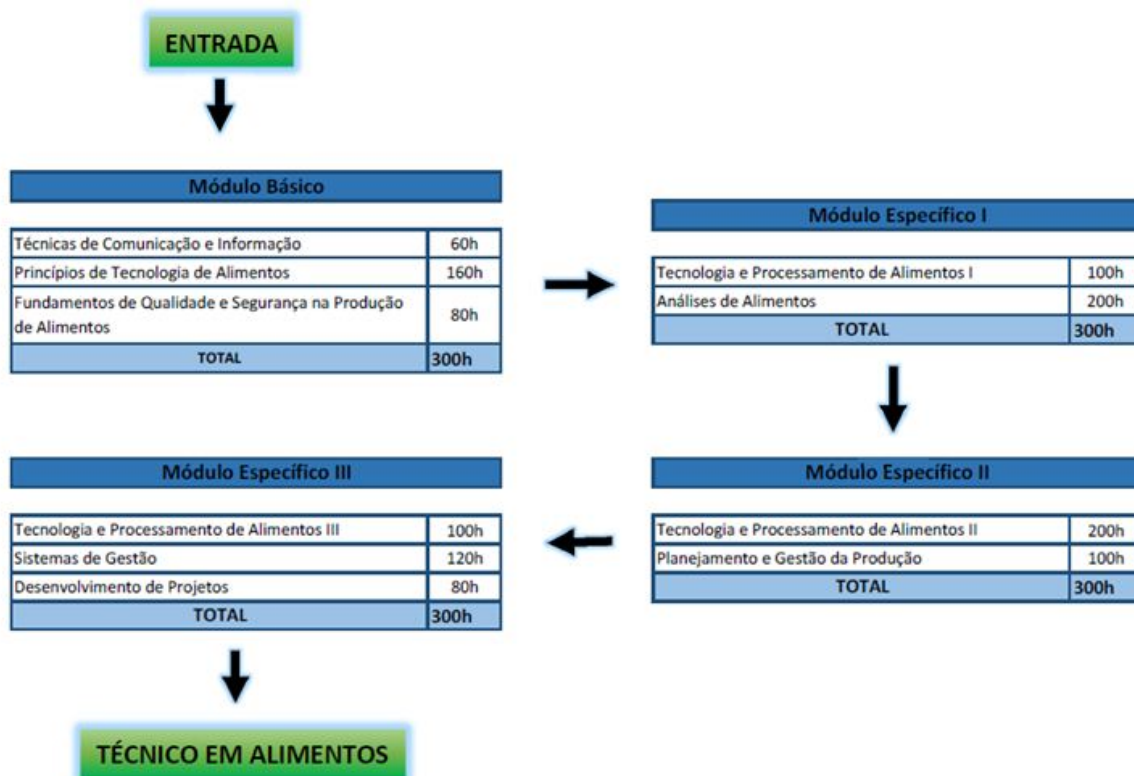 ENTRADA
Módulo Básico
Técnicas de Comunicação e Informação 60h
Princípios de Tecnologia de Alimentos 160h
Fundamentos de Qualidade e Segurança na Produção
de Alimentos 80h
TOTAL 300h
Módulo Específico I
Tecnologia e Processamento de Alimentos I 100h
Análises de Alimentos 200h
TOTAL 300h
Módulo Específico II
Tecnologia e Processamento de Alimentos II 200h
Planejamento e Gestão da Produção 100h
TOTAL 300h
Módulo Específico III
Tecnologia e Processamento de Alimentos III 100h
Sistemas de Gestão 120h
Desenvolvimento de Projetos 80h
TOTAL 300h
TÉCNICO EM ALIMENTOS